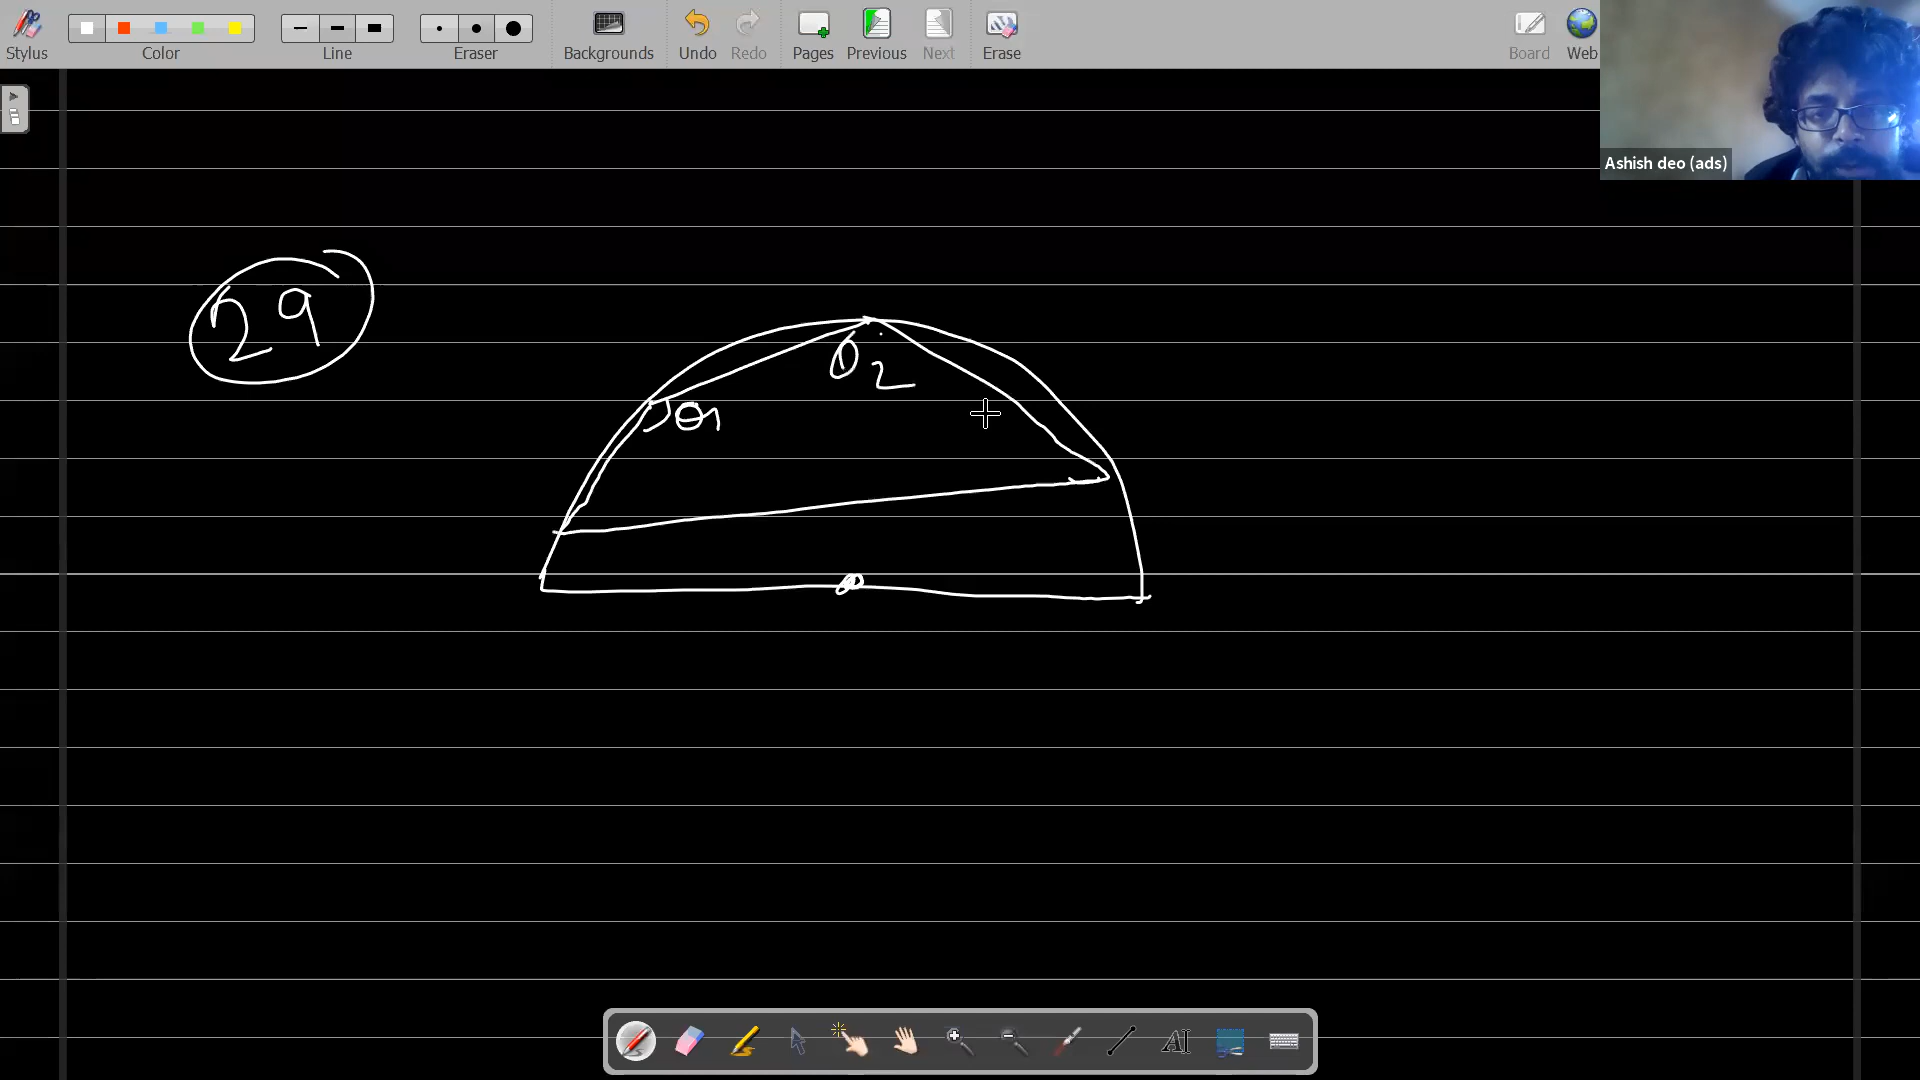 Stylus Color Line Eraser Backgrounds Undo Redo Pages Previous Next Erase Board Web
Ashish deo (ads)
29
θ2
θ1